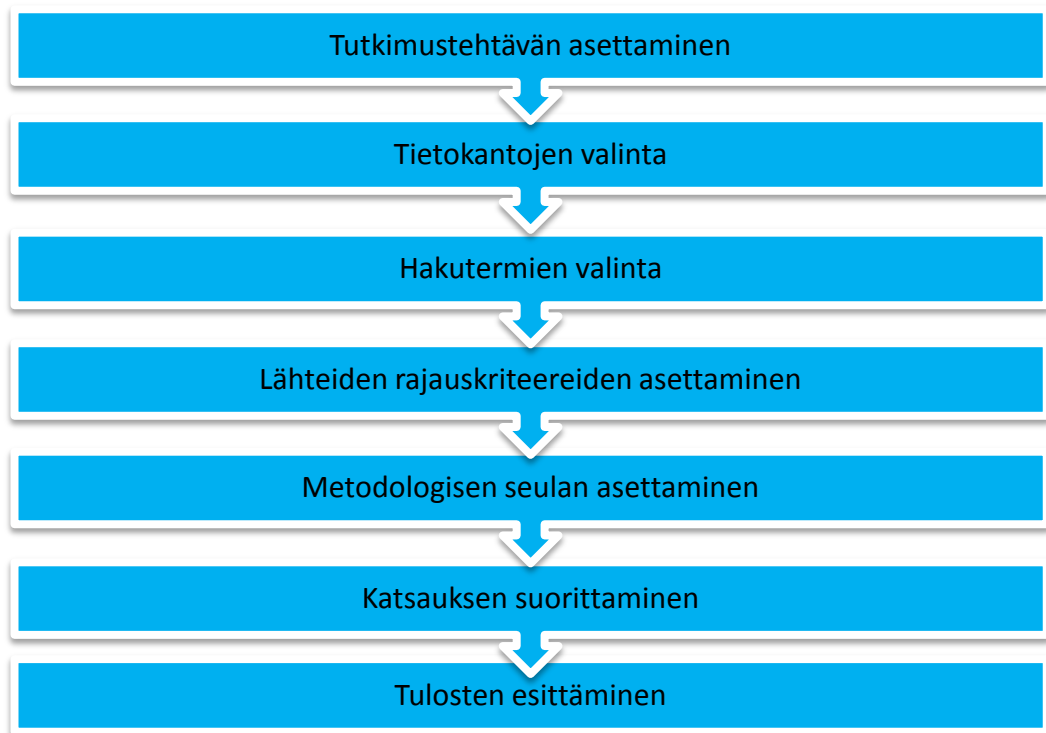 Tutkimustehtävän asettaminen
Tietokantojen valinta
Hakutermien valinta
Lähteiden rajauskriteereiden asettaminen
Metodologisen seulan asettaminen
Katsauksen suorittaminen
Tulosten esittäminen